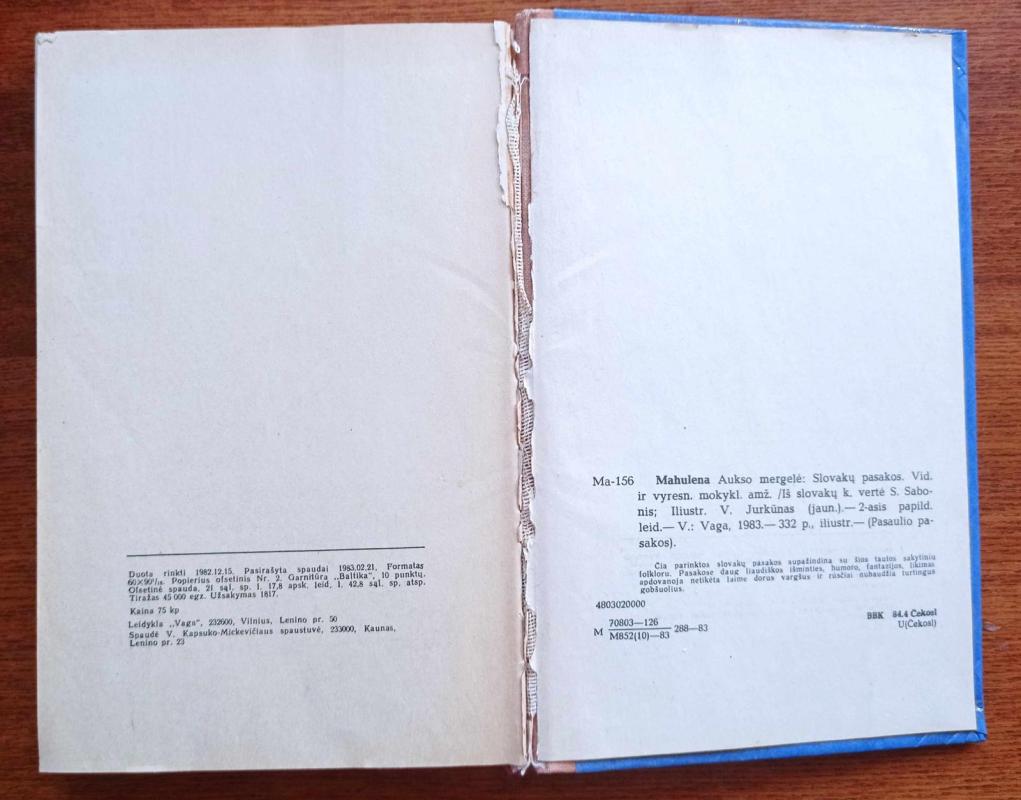 Duota rinkti 1982.12.15. Pasirašyta spaudai 1983.02.21, Formatas
60×90¹/₁₆. Popierius ofsetinis Nr. 2. Garnitūra „Baltika", 10 punktų.
Ofsetinė spauda. 21 sąl. sp. l. 17,8 apsk. leid. l. 42,8 sąl. sp. atsp.
Tiražas 45 000 egz. Užsakymas 1817.
Kaina 75 kp
Leidykla „Vaga", 232600, Vilnius, Lenino pr. 50
Spaudė V. Kapsuko-Mickevičiaus spaustuvė, 233000, Kaunas,
Lenino pr. 23
Ma-156 Mahulena Aukso mergelė: Slovakų pasakos. Vid.
ir vyresn. mokykl. amž. /Iš slovakų k. vertė S. Sabo-
nis; Iliustr. V. Jurkūnas (jaun.).— 2-asis papild.
leid.— V.: Vaga, 1983.— 332 p., iliustr.— (Pasaulio pa-
sakos).
Čia parinktos slovakų pasakos supažindina su šios tautos sakytiniu
folkloru. Pasakose daug liaudiškos išminties, humoro, fantazijos, likimas
apdovanoja netikėta laime dorus vargšus ir rūsčiai nubaudžia turtingus
gobšuolius.
4803020000
M 70803—126
M852(10)—83 288—83
BBK 84.4 Čekosl
U(Čekosl)